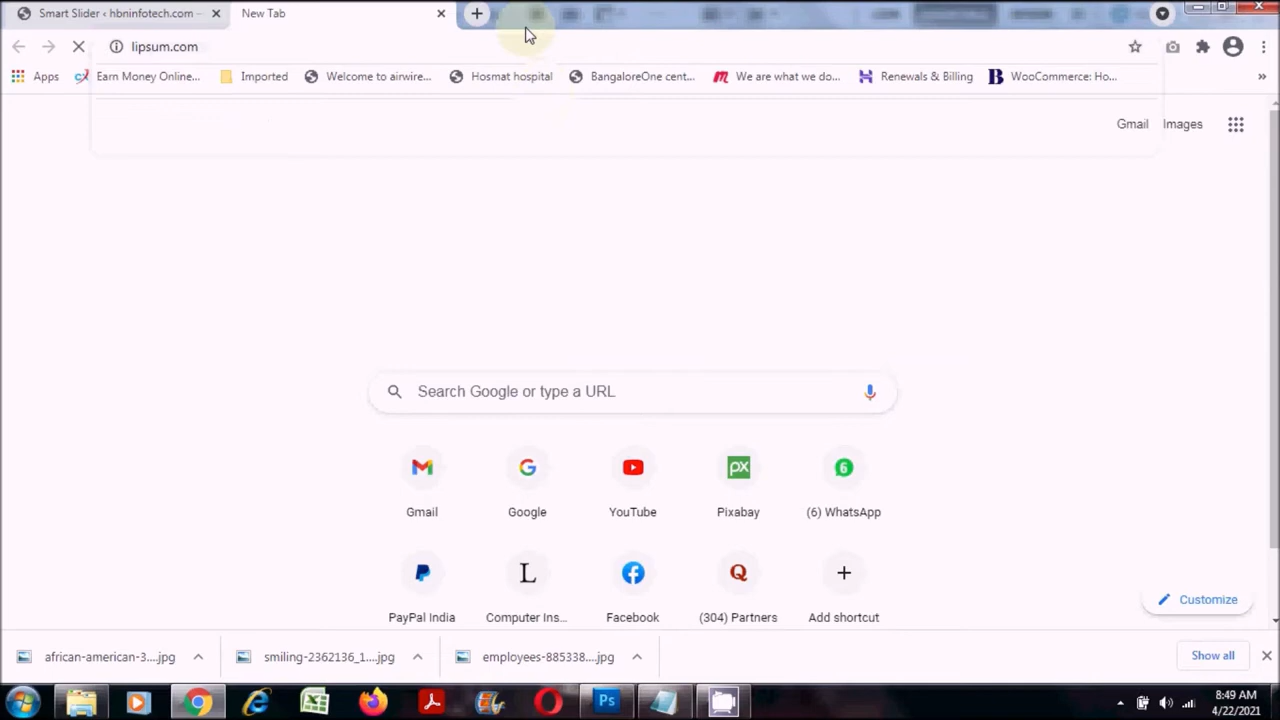 Smart Slider ‹ hbninfotech.com —
New Tab
lipsum.com
Apps
Earn Money Online...
Imported
Welcome to airwire...
Hosmat hospital
BangaloreOne cent...
We are what we do...
Renewals & Billing
WooCommerce: Ho...
Gmail
Images
Search Google or type a URL
Gmail
Google
YouTube
Pixabay
(6) WhatsApp
PayPal India
Computer Ins...
Facebook
(304) Partners
Add shortcut
Customize
african-american-3....jpg
smiling-2362136_1....jpg
employees-885338....jpg
Show all
8:49 AM
4/22/2021